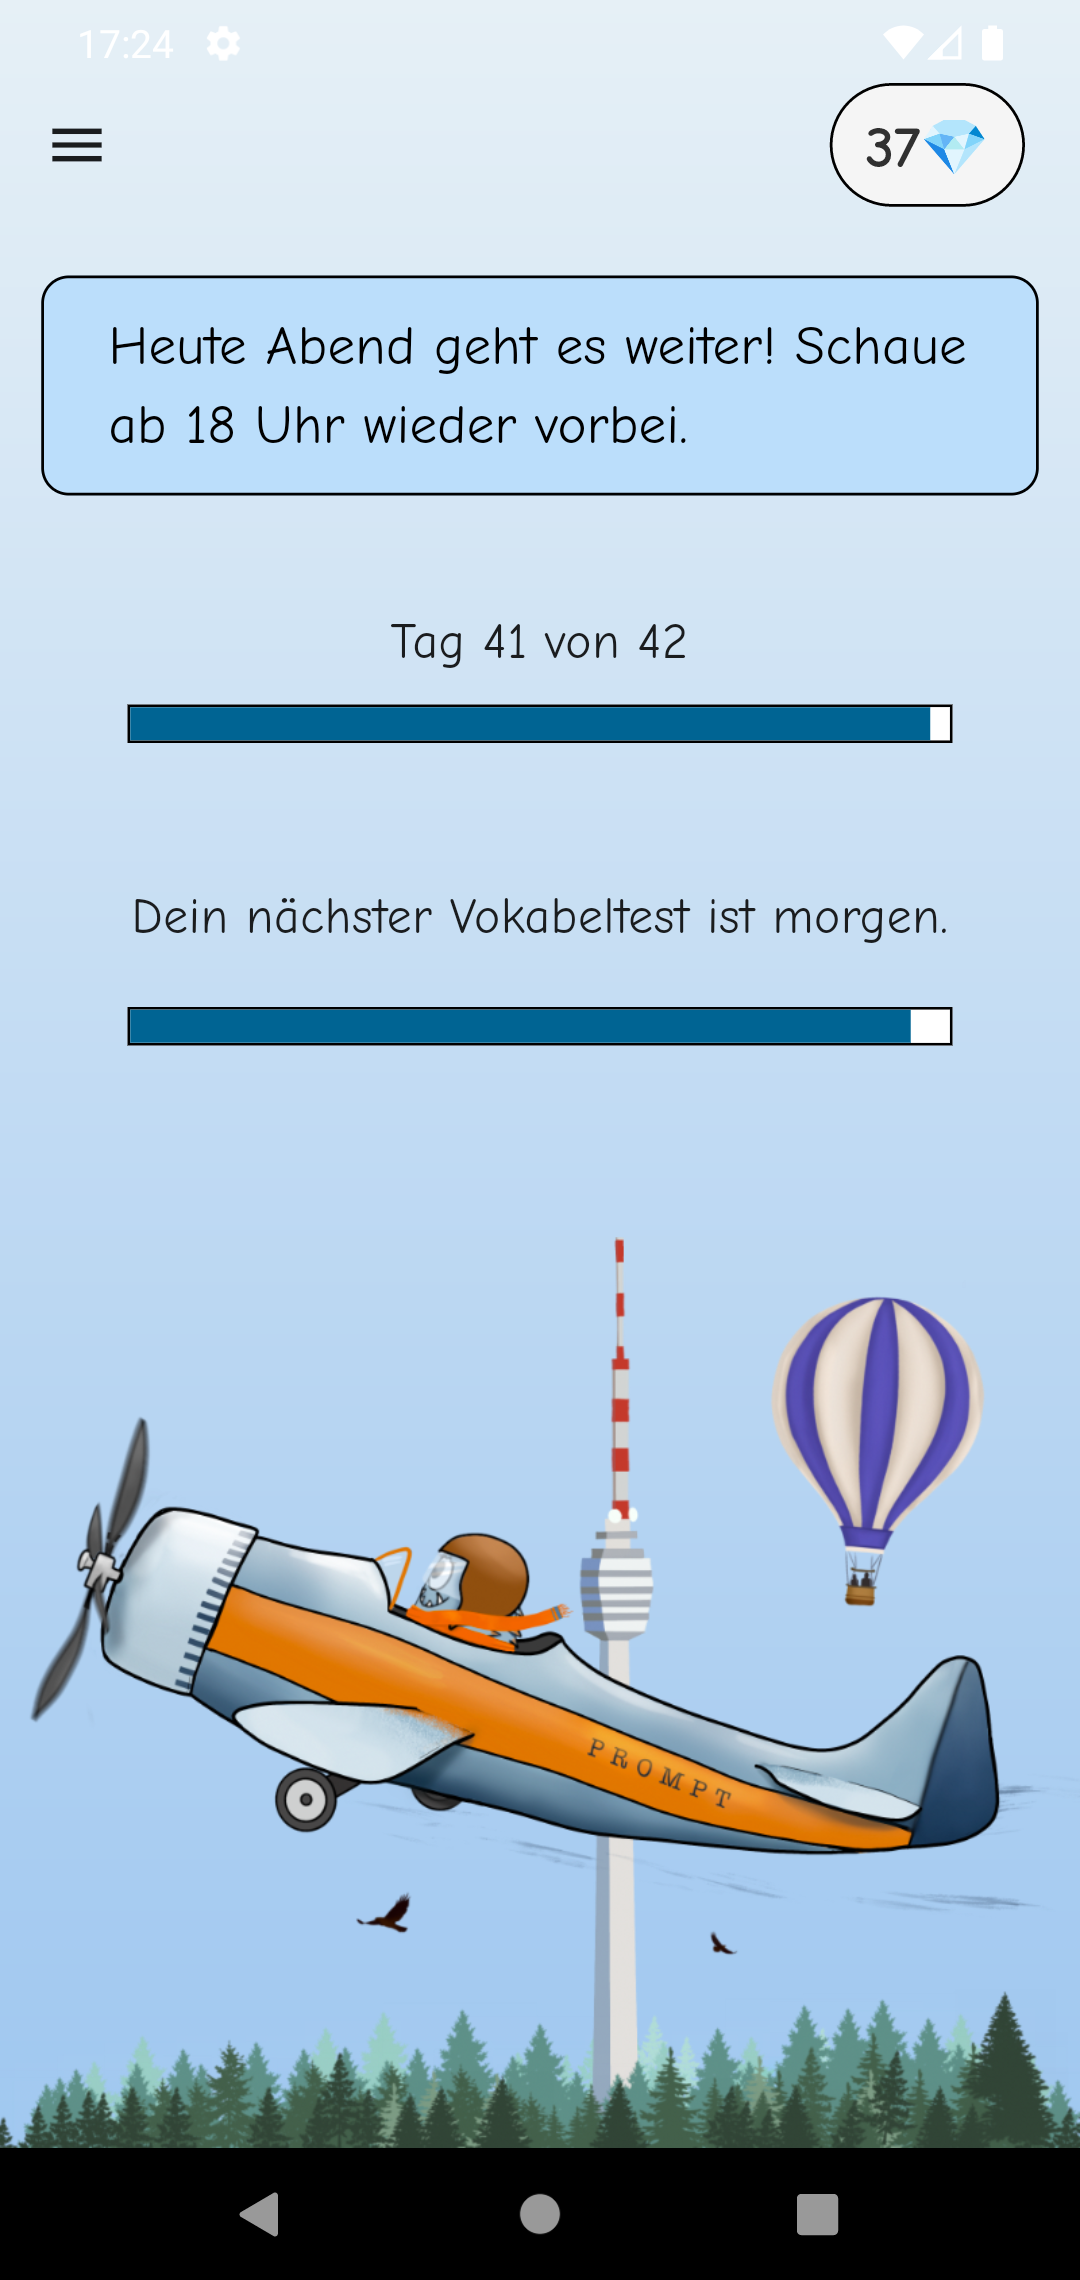 17:24
37
Heute Abend geht es weiter! Schaue
ab 18 Uhr wieder vorbei.
Tag 41 von 42
Dein nächster Vokabeltest ist morgen.
PROMPT